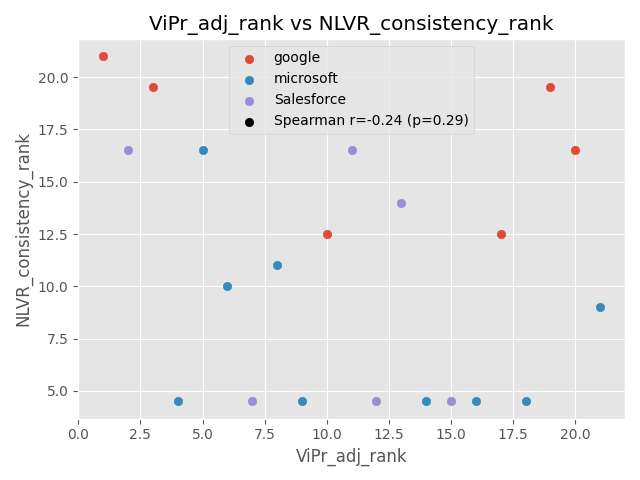 ViPr_adj_rank vs NLVR_consistency_rank
google
microsoft
Salesforce
Spearman r=-0.24 (p=0.29)
20.0
17.5
15.0
12.5
10.0
7.5
5.0
NLVR_consistency_rank
0.0 2.5 5.0 7.5 10.0 12.5 15.0 17.5 20.0
ViPr_adj_rank